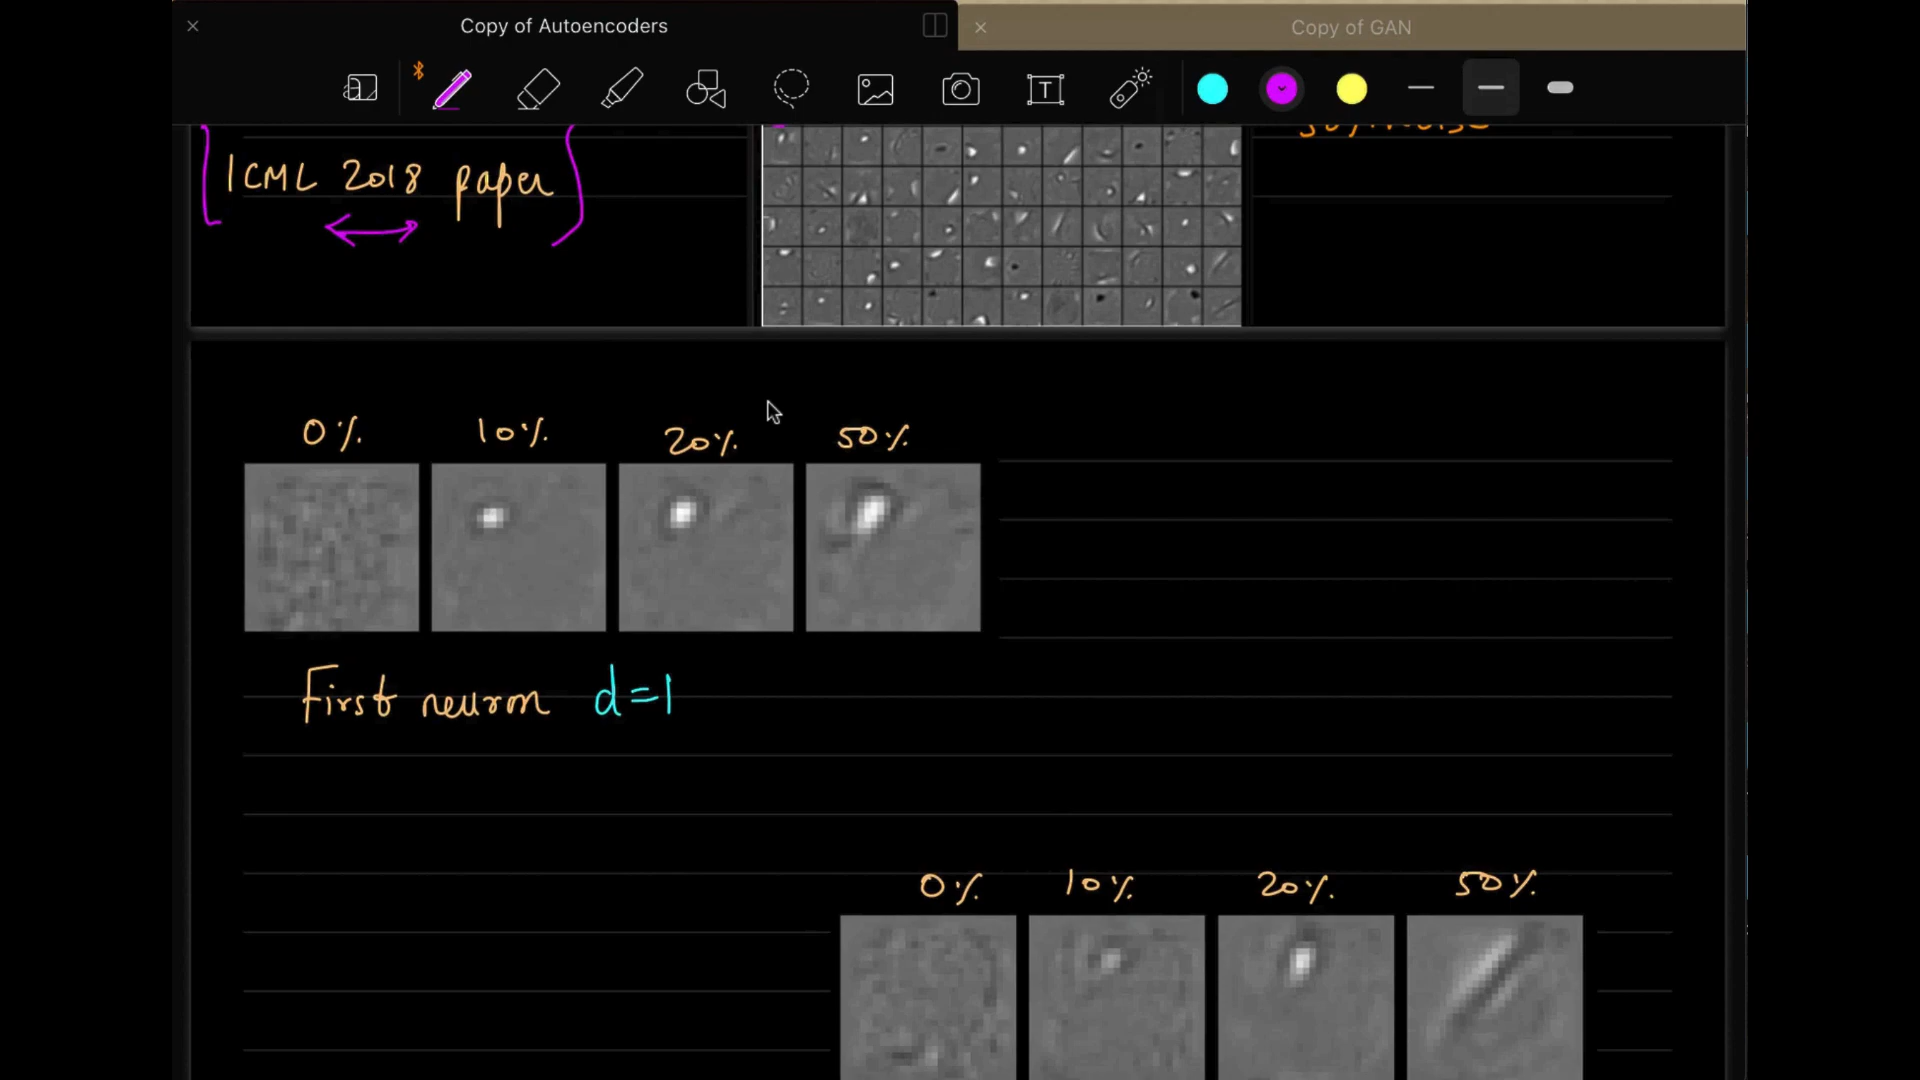 Copy of Autoencoders
Copy of GAN
T
ICML 2018 paper
0% 10% 20% 50%
First neuron d=1
0% 10% 20% 50%